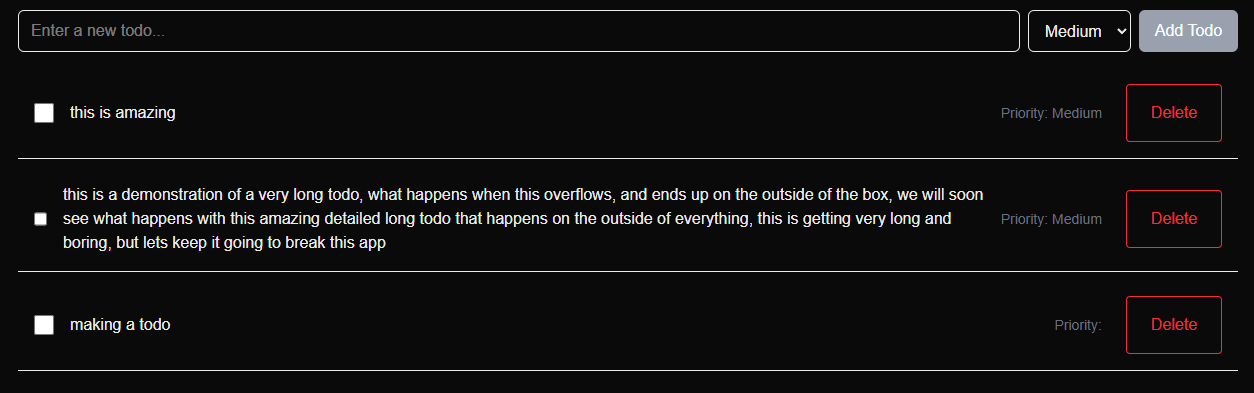 Enter a new todo...
Medium
Add Todo
this is amazing
Priority: Medium
Delete
this is a demonstration of a very long todo, what happens when this overflows, and ends up on the outside of the box, we will soon
see what happens with this amazing detailed long todo that happens on the outside of everything, this is getting very long and
boring, but lets keep it going to break this app
Priority: Medium
Delete
making a todo
Priority:
Delete